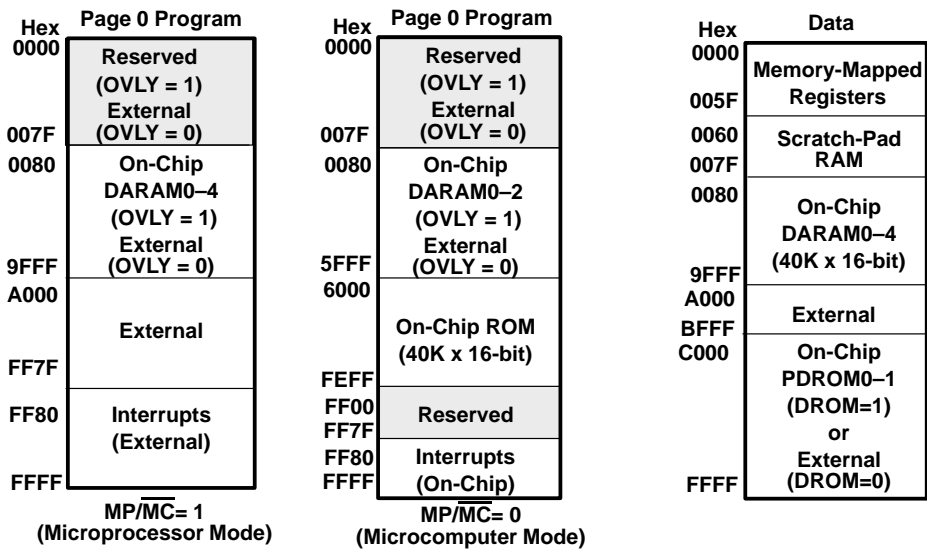 Hex
Page 0 Program
0000
Reserved
(OVLY = 1)
External
(OVLY = 0)
007F
0080
On-Chip
DARAM0–4
(OVLY = 1)
External
(OVLY = 0)
9FFF
A000
External
FF7F
FF80
Interrupts
(External)
FFFF
MP/MC= 1
(Microprocessor Mode)
Hex
Page 0 Program
0000
Reserved
(OVLY = 1)
External
(OVLY = 0)
007F
0080
On-Chip
DARAM0–2
(OVLY = 1)
External
(OVLY = 0)
5FFF
6000
On-Chip ROM
(40K x 16-bit)
FEFF
FF00
Reserved
FF7F
FF80
Interrupts
(On-Chip)
FFFF
MP/MC= 0
(Microcomputer Mode)
Hex
Data
0000
Memory-Mapped
Registers
005F
0060
Scratch-Pad
RAM
007F
0080
On-Chip
DARAM0–4
(40K x 16-bit)
9FFF
A000
External
BFFF
C000
On-Chip
PDROM0–1
(DROM=1)
or
External
(DROM=0)
FFFF